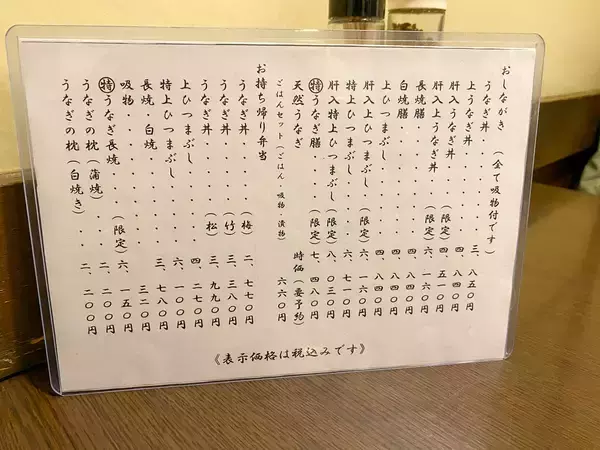 おしながき
(全て吸物付です)
うなぎ丼・・・・・三、八五〇円
上うなぎ丼・・・・四、八四〇円
肝入うなぎ丼・・(限定)四、五一〇円
肝入上うなぎ丼(限定)六、一六〇円
長焼膳・・・・・・四、八四〇円
白焼膳・・・・・・四、八四〇円
上ひつまぶし・・・四、八四〇円
肝入上ひつまぶし(限定)六、一六〇円
特上ひつまぶし・・六、七一〇円
肝入特上ひつまぶし(限定)八、〇三〇円
㊕うなぎ膳・・・(限定)七、四八〇円
天然うなぎ 時価(要予約)
ごはんセット(ごはん・吸物・漬物) 六六〇円
お持ち帰り弁当
うなぎ丼・・・・(梅)二、七七〇円
うなぎ丼・・・・(竹)三、三八〇円
うなぎ丼・・・・(松)三、九九〇円
上ひつまぶし・・・四、二七〇円
特上ひつまぶし・・六、一〇〇円
長焼・白焼・・・・三、七八〇円
吸物・・・・・・・三二〇円
㊕うなぎ長焼・・(限定)六、一五〇円
うなぎの枕(蒲焼)二、二〇〇円
うなぎの枕(白焼き)二、二〇〇円
《表示価格は税込みです》